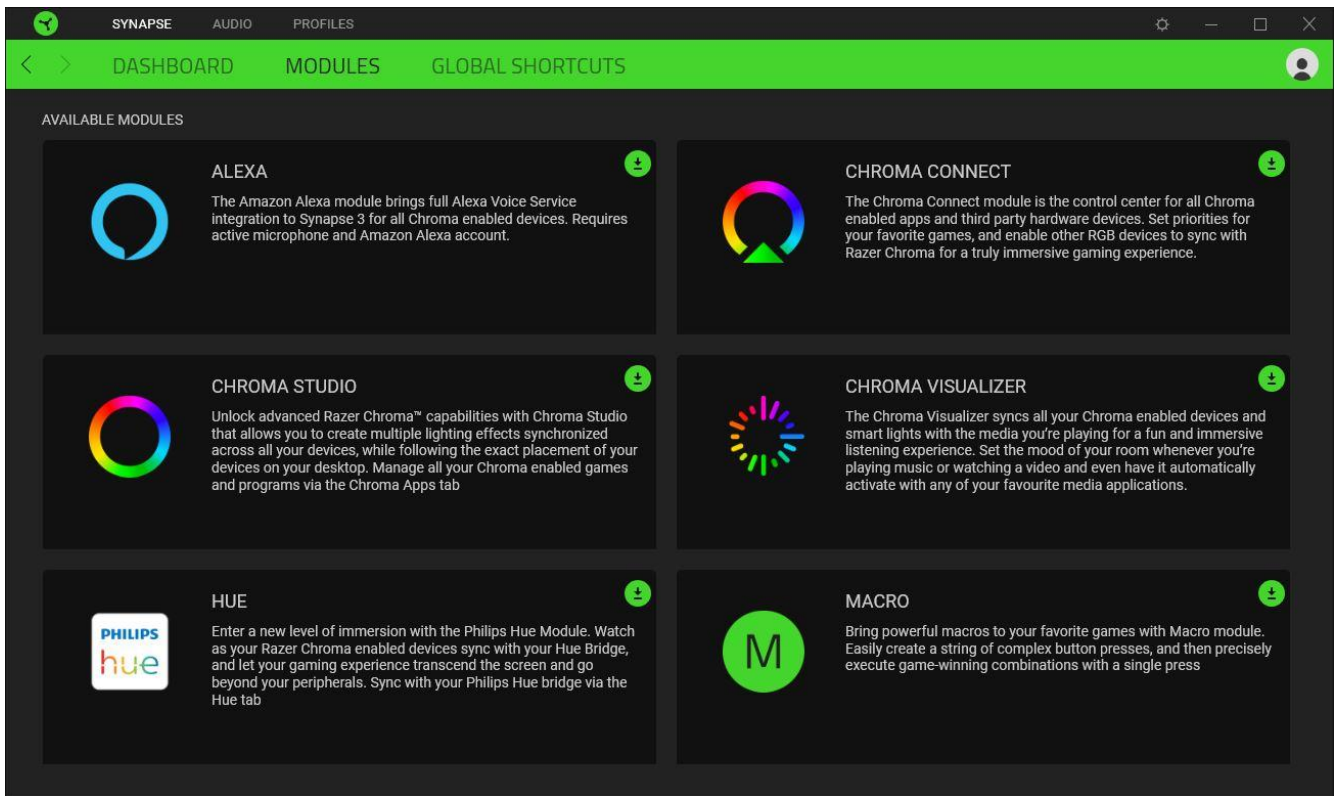 SYNAPSE AUDIO PROFILES
DASHBOARD MODULES GLOBAL SHORTCUTS
AVAILABLE MODULES
ALEXA
The Amazon Alexa module brings full Alexa Voice Service
integration to Synapse 3 for all Chroma enabled devices. Requires
active microphone and Amazon Alexa account.
CHROMA CONNECT
The Chroma Connect module is the control center for all Chroma
enabled apps and third party hardware devices. Set priorities for
your favorite games, and enable other RGB devices to sync with
Razer Chroma for a truly immersive gaming experience.
CHROMA STUDIO
Unlock advanced Razer Chroma™ capabilities with Chroma Studio
that allows you to create multiple lighting effects synchronized
across all your devices, while following the exact placement of your
devices on your desktop. Manage all your Chroma enabled games
and programs via the Chroma Apps tab
CHROMA VISUALIZER
The Chroma Visualizer syncs all your Chroma enabled devices and
smart lights with the media you're playing for a fun and immersive
listening experience. Set the mood of your room whenever you're
playing music or watching a video and even have it automatically
activate with any of your favourite media applications.
PHILIPS
hue
HUE
Enter a new level of immersion with the Philips Hue Module. Watch
as your Razer Chroma enabled devices sync with your Hue Bridge,
and let your gaming experience transcend the screen and go
beyond your peripherals. Sync with your Philips Hue bridge via the
Hue tab
M
MACRO
Bring powerful macros to your favorite games with Macro module.
Easily create a string of complex button presses, and then precisely
execute game-winning combinations with a single press